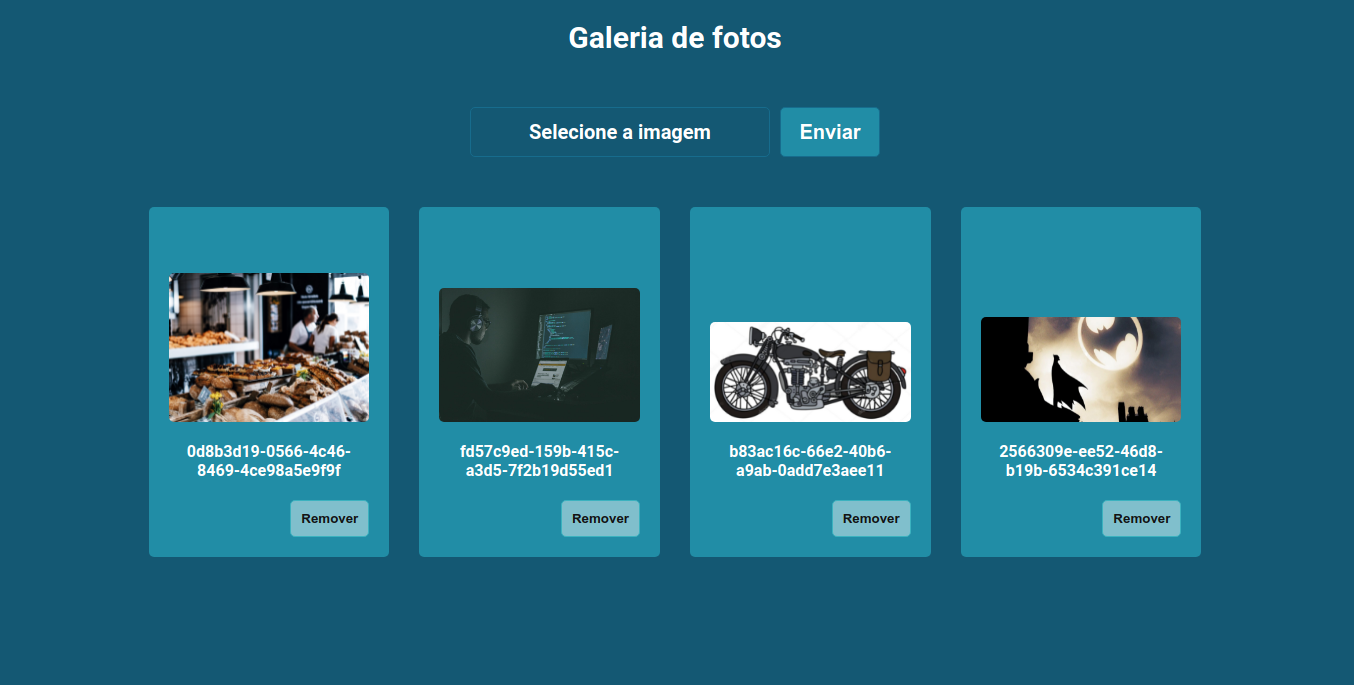 Galeria de fotos
Selecione a imagem
Enviar
0d8b3d19-0566-4c46-
8469-4ce98a5e9f9f
Remover
fd57c9ed-159b-415c-
a3d5-7f2b19d55ed1
Remover
b83ac16c-66e2-40b6-
a9ab-0add7e3aee11
Remover
2566309e-ee52-46d8-
b19b-6534c391ce14
Remover